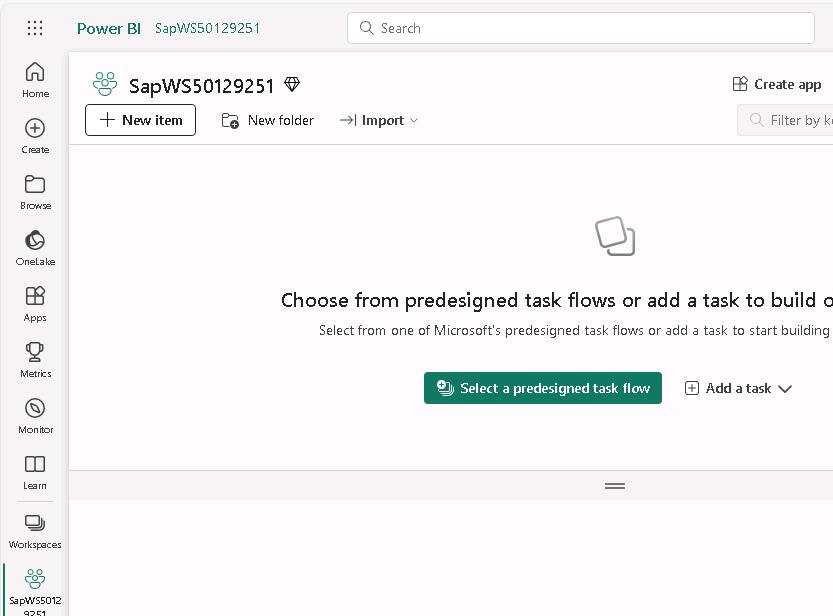 Power BI SapWS50129251
Search
Home
Create
Browse
OneLake
Apps
Metrics
Monitor
Learn
Workspaces
SapWS5012
9251
SapWS50129251
Create app
New item
New folder
Import
Filter by
Choose from predesigned task flows or add a task to build
Select from one of Microsoft's predesigned task flows or add a task to start building
Select a predesigned task flow
Add a task